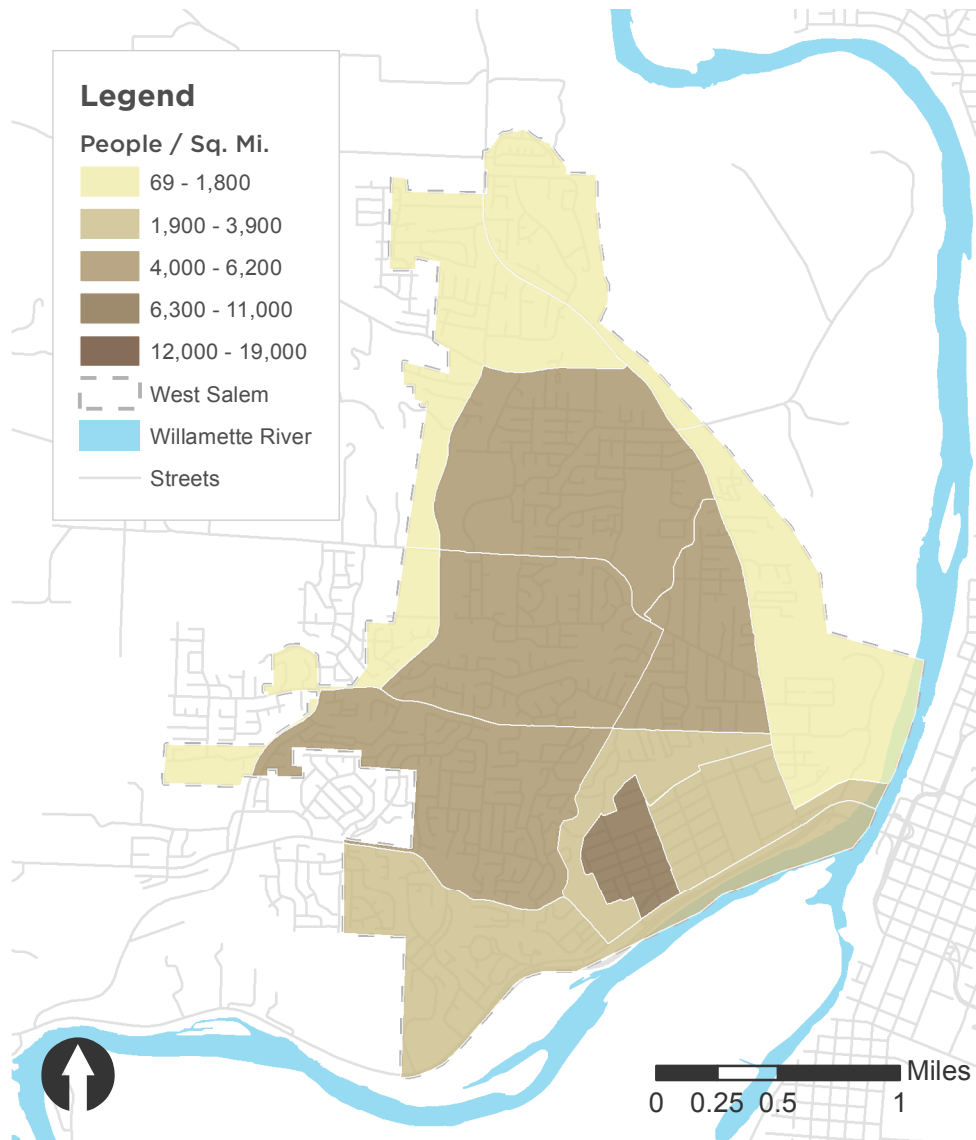 Legend
People / Sq. Mi.
69 - 1,800
1,900 - 3,900
4,000 - 6,200
6,300 - 11,000
12,000 - 19,000
West Salem
Willamette River
Streets
Miles
0 0.25 0.5 1